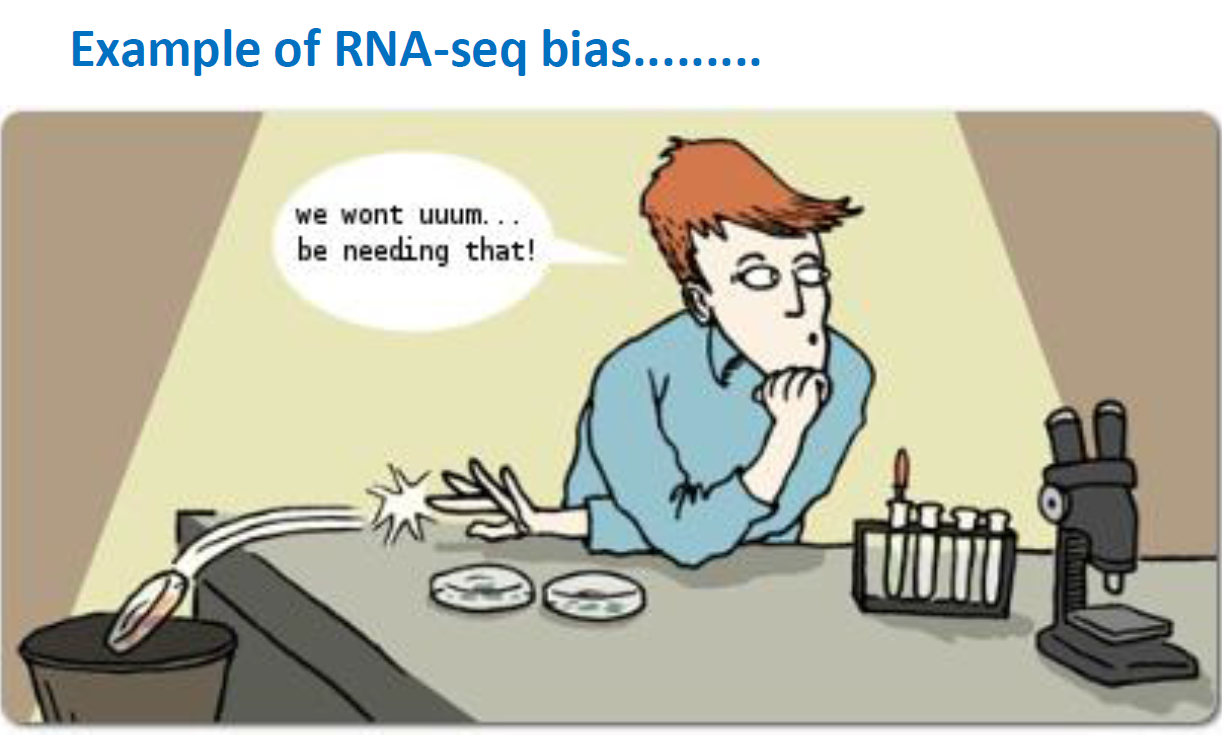 Example of RNA-seq bias.........
we wont uuum...
be needing that!